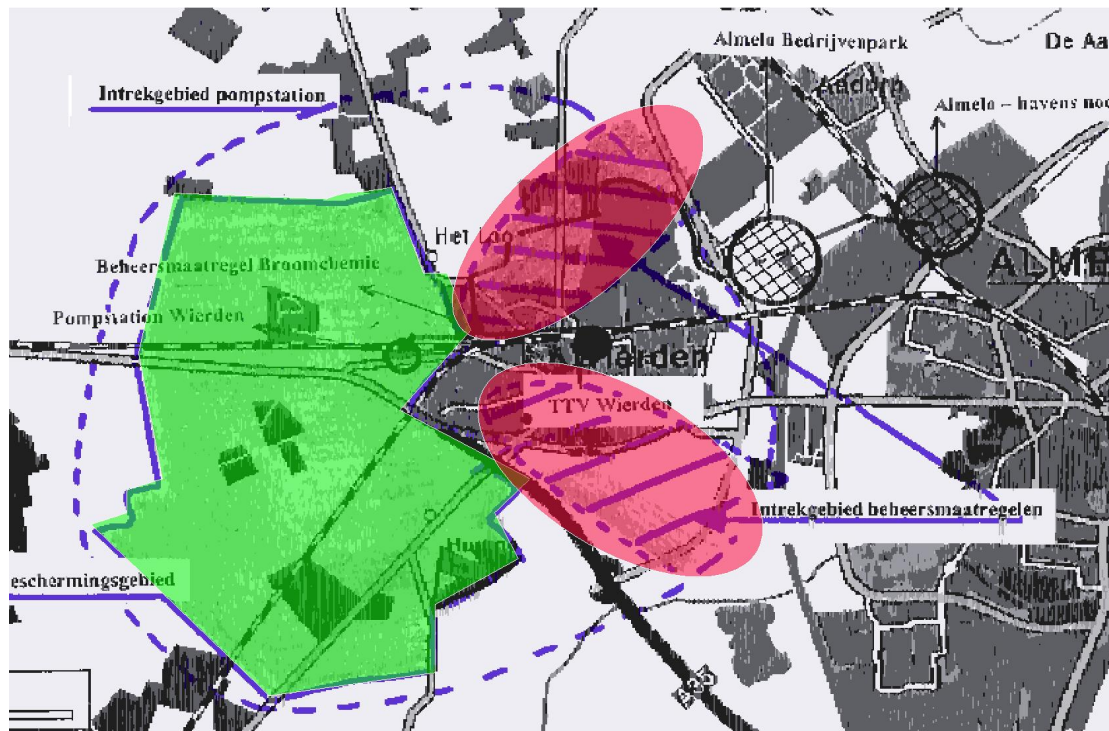 Almelo Bedrijvenpark
De Aa
Intrekgebied pompstation
Aadorp
Almelo – havens noo
Het Loo
ALME
Beheersmaatregel Broomchemie
Pompstation Wierden
TTV Wierden
Intrekgebied beheersmaatregelen
eschermingsgebied